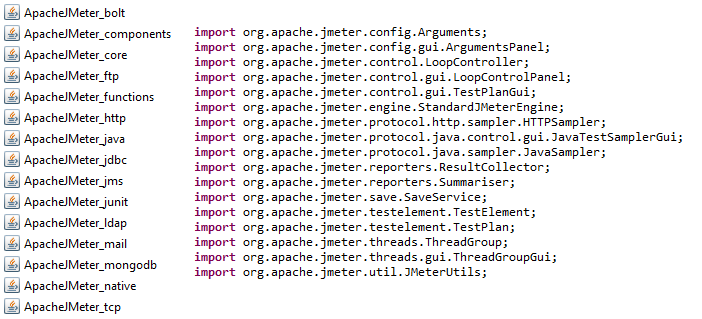 ApacheJMeter_bolt
ApacheJMeter_components
ApacheJMeter_core
ApacheJMeter_ftp
ApacheJMeter_functions
ApacheJMeter_http
ApacheJMeter_java
ApacheJMeter_jdbc
ApacheJMeter_jms
ApacheJMeter_junit
ApacheJMeter_ldap
ApacheJMeter_mail
ApacheJMeter_mongodb
ApacheJMeter_native
ApacheJMeter_tcp
import org.apache.jmeter.config.Arguments;
import org.apache.jmeter.config.gui.ArgumentsPanel;
import org.apache.jmeter.control.LoopController;
import org.apache.jmeter.control.gui.LoopControlPanel;
import org.apache.jmeter.control.gui.TestPlanGui;
import org.apache.jmeter.engine.StandardJMeterEngine;
import org.apache.jmeter.protocol.http.sampler.HTTPSampler;
import org.apache.jmeter.protocol.java.control.gui.JavaTestSamplerGui;
import org.apache.jmeter.protocol.java.sampler.JavaSampler;
import org.apache.jmeter.reporters.ResultCollector;
import org.apache.jmeter.reporters.Summariser;
import org.apache.jmeter.save.SaveService;
import org.apache.jmeter.testelement.TestElement;
import org.apache.jmeter.testelement.TestPlan;
import org.apache.jmeter.threads.ThreadGroup;
import org.apache.jmeter.threads.gui.ThreadGroupGui;
import org.apache.jmeter.util.JMeterUtils;